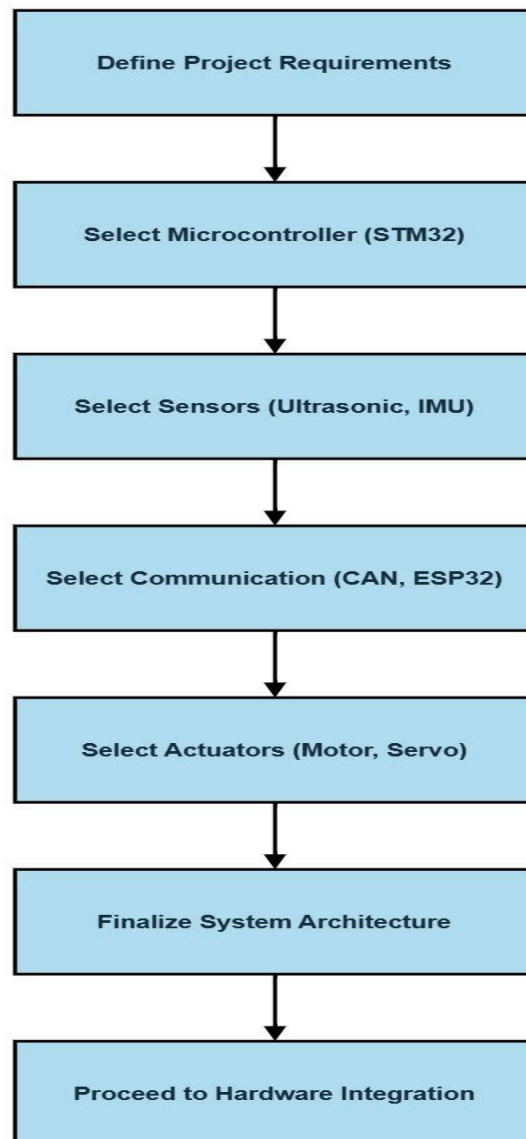 Define Project Requirements
Select Microcontroller (STM32)
Select Sensors (Ultrasonic, IMU)
Select Communication (CAN, ESP32)
Select Actuators (Motor, Servo)
Finalize System Architecture
Proceed to Hardware Integration